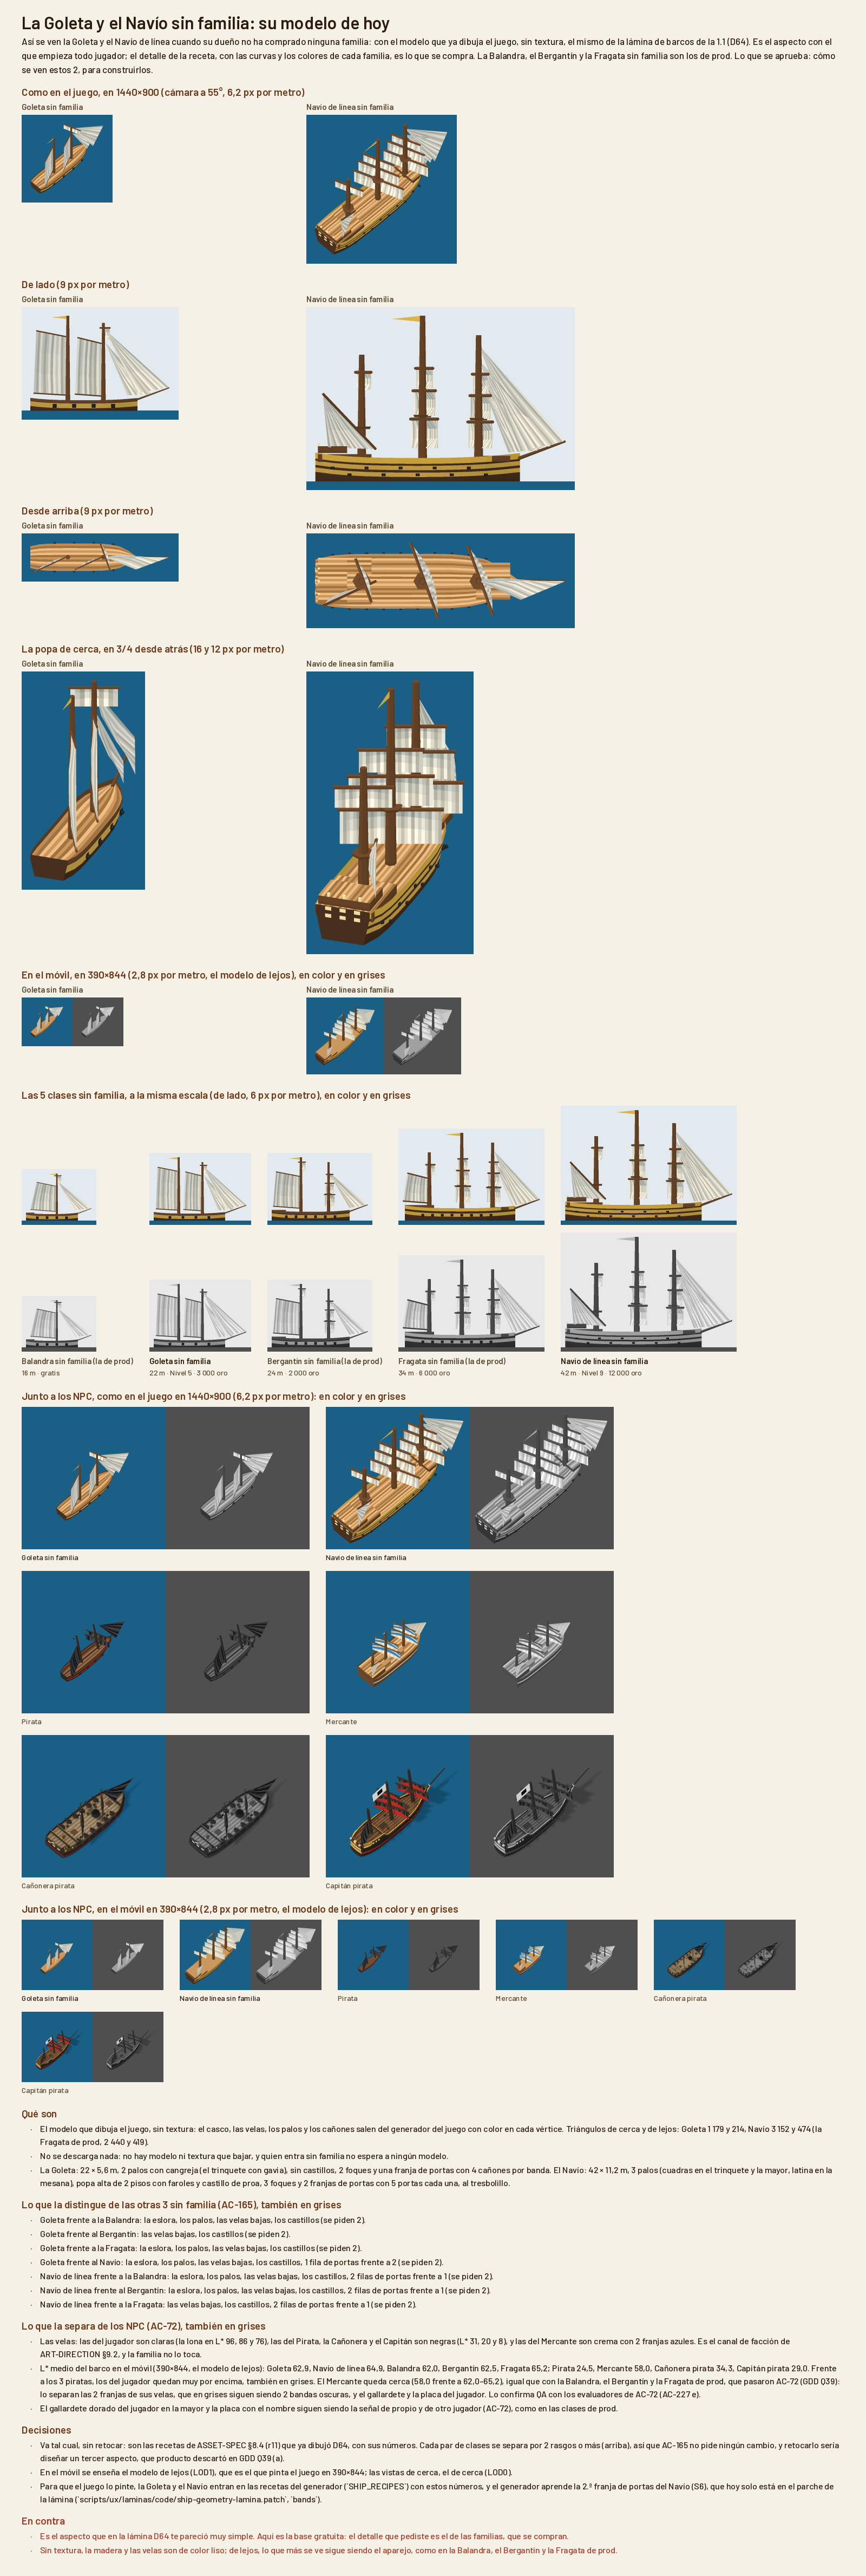 La Goleta y el Navío sin familia: su modelo de hoy
Así se ven la Goleta y el Navío de línea cuando su dueño no ha comprado ninguna familia: con el modelo que ya dibuja el juego, sin textura, el mismo de la lámina de barcos de la 1.1 (D64). Es el aspecto con el
que empieza todo jugador; el detalle de la receta, con las curvas y los colores de cada familia, es lo que se compra. La Balandra, el Bergantín y la Fragata sin familia son los de prod. Lo que se aprueba: cómo
se ven estos 2, para construirlos.
Como en el juego, en 1440×900 (cámara a 55°, 6,2 px por metro)
Goleta sin familia
Navío de línea sin familia
De lado (9 px por metro)
Goleta sin familia
Navío de línea sin familia
Desde arriba (9 px por metro)
Goleta sin familia
Navío de línea sin familia
La popa de cerca, en 3/4 desde atrás (16 y 12 px por metro)
Goleta sin familia
Navío de línea sin familia
En el móvil, en 390×844 (2,8 px por metro, el modelo de lejos), en color y en grises
Goleta sin familia
Navío de línea sin familia
Las 5 clases sin familia, a la misma escala (de lado, 6 px por metro), en color y en grises
Balandra sin familia (la de prod)
16 m · gratis
Goleta sin familia
22 m · Nivel 5 · 3 000 oro
Bergantín sin familia (la de prod)
24 m · 2 000 oro
Fragata sin familia (la de prod)
34 m · 6 000 oro
Navío de línea sin familia
42 m · Nivel 9 · 12 000 oro
Junto a los NPC, como en el juego en 1440×900 (6,2 px por metro): en color y en grises
Goleta sin familia
Navío de línea sin familia
Pirata
Mercante
Cañonera pirata
Capitán pirata
Junto a los NPC, en el móvil en 390×844 (2,8 px por metro, el modelo de lejos): en color y en grises
Goleta sin familia
Navío de línea sin familia
Pirata
Mercante
Cañonera pirata
Capitán pirata
Qué son
· El modelo que dibuja el juego, sin textura: el casco, las velas, los palos y los cañones salen del generador del juego con color en cada vértice. Triángulos de cerca y de lejos: Goleta 1 179 y 214, Navío 3 152 y 474 (la
Fragata de prod, 2 440 y 419).
· No se descarga nada: no hay modelo ni textura que bajar, y quien entra sin familia no espera a ningún modelo.
· La Goleta: 22 × 5,6 m, 2 palos con cangreja (el trinquete con gavia), sin castillos, 2 foques y una franja de portas con 4 cañones por banda. El Navío: 42 × 11,2 m, 3 palos (cuadras en el trinquete y la mayor, latina en la
mesana), popa alta de 2 pisos con faroles y castillo de proa, 3 foques y 2 franjas de portas con 5 portas cada una, al tresbolillo.
Lo que la distingue de las otras 3 sin familia (AC-165), también en grises
· Goleta frente a la Balandra: la eslora, los palos, las velas bajas, los castillos (se piden 2).
· Goleta frente al Bergantín: las velas bajas, los castillos (se piden 2).
· Goleta frente a la Fragata: la eslora, los palos, las velas bajas, los castillos (se piden 2).
· Goleta frente al Navío: la eslora, los palos, las velas bajas, los castillos, 1 fila de portas frente a 2 (se piden 2).
· Navío de línea frente a la Balandra: la eslora, los palos, las velas bajas, los castillos, 2 filas de portas frente a 1 (se piden 2).
· Navío de línea frente al Bergantín: la eslora, los palos, las velas bajas, los castillos, 2 filas de portas frente a 1 (se piden 2).
· Navío de línea frente a la Fragata: las velas bajas, los castillos, 2 filas de portas frente a 1 (se piden 2).
Lo que la separa de los NPC (AC-72), también en grises
· Las velas: las del jugador son claras (la lona en L* 96, 86 y 76), las del Pirata, la Cañonera y el Capitán son negras (L* 31, 20 y 8), y las del Mercante son crema con 2 franjas azules. Es el canal de facción de
ART-DIRECTION §9.2, y la familia no lo toca.
· L* medio del barco en el móvil (390×844, el modelo de lejos): Goleta 62,9, Navío de línea 64,9, Balandra 62,0, Bergantín 62,5, Fragata 65,2; Pirata 24,5, Mercante 58,0, Cañonera pirata 34,3, Capitán pirata 29,0. Frente
a los 3 piratas, los del jugador quedan muy por encima. El Mercante queda cerca (58,0 frente a 62,0-65,2), igual que con la Balandra, el Bergantín y la Fragata de prod, que pasaron AC-72 (GDD Q39):
lo separan las 2 franjas de sus velas, que en grises siguen siendo 2 bandas oscuras, y el gallardete y la placa del jugador. Lo confirma QA con los evaluadores de AC-72 (AC-227 e).
· El gallardete dorado del jugador en la mayor y la placa con el nombre siguen siendo la señal de propio y de otro jugador (AC-72), como en las clases de prod.
Decisiones
· Va tal cual, sin retocar: son las recetas de ASSET-SPEC §8.4 (r11) que ya dibujó D64, con sus números. Cada par de clases se separa por 2 rasgos o más (arriba), así que AC-165 no pide ningún cambio, y retocarlo sería
diseñar un tercer aspecto, que producto descartó en GDD Q39 (a).
· En el móvil se enseña el modelo de lejos (LOD1), que es el que pinta el juego en 390×844; las vistas de cerca, el de cerca (LOD0).
· Para que el juego lo pinte, la Goleta y el Navío entran en las recetas del generador (`SHIP_RECIPES`) con estos números, y el generador aprende la 2.ª franja de portas del Navío (S6), que hoy solo está en el parche de
la lámina (`scripts/ux/laminas/code/ship-geometry-lamina.patch`, `bands`).
En contra
· Es el aspecto que en la lámina D64 te pareció muy simple. Aquí es la base gratuita: el detalle que pediste es el de las familias, que se compran.
· Sin textura, la madera y las velas son de color liso; de lejos, lo que más se ve sigue siendo el aparejo, como en la Balandra, el Bergantín y la Fragata de prod.